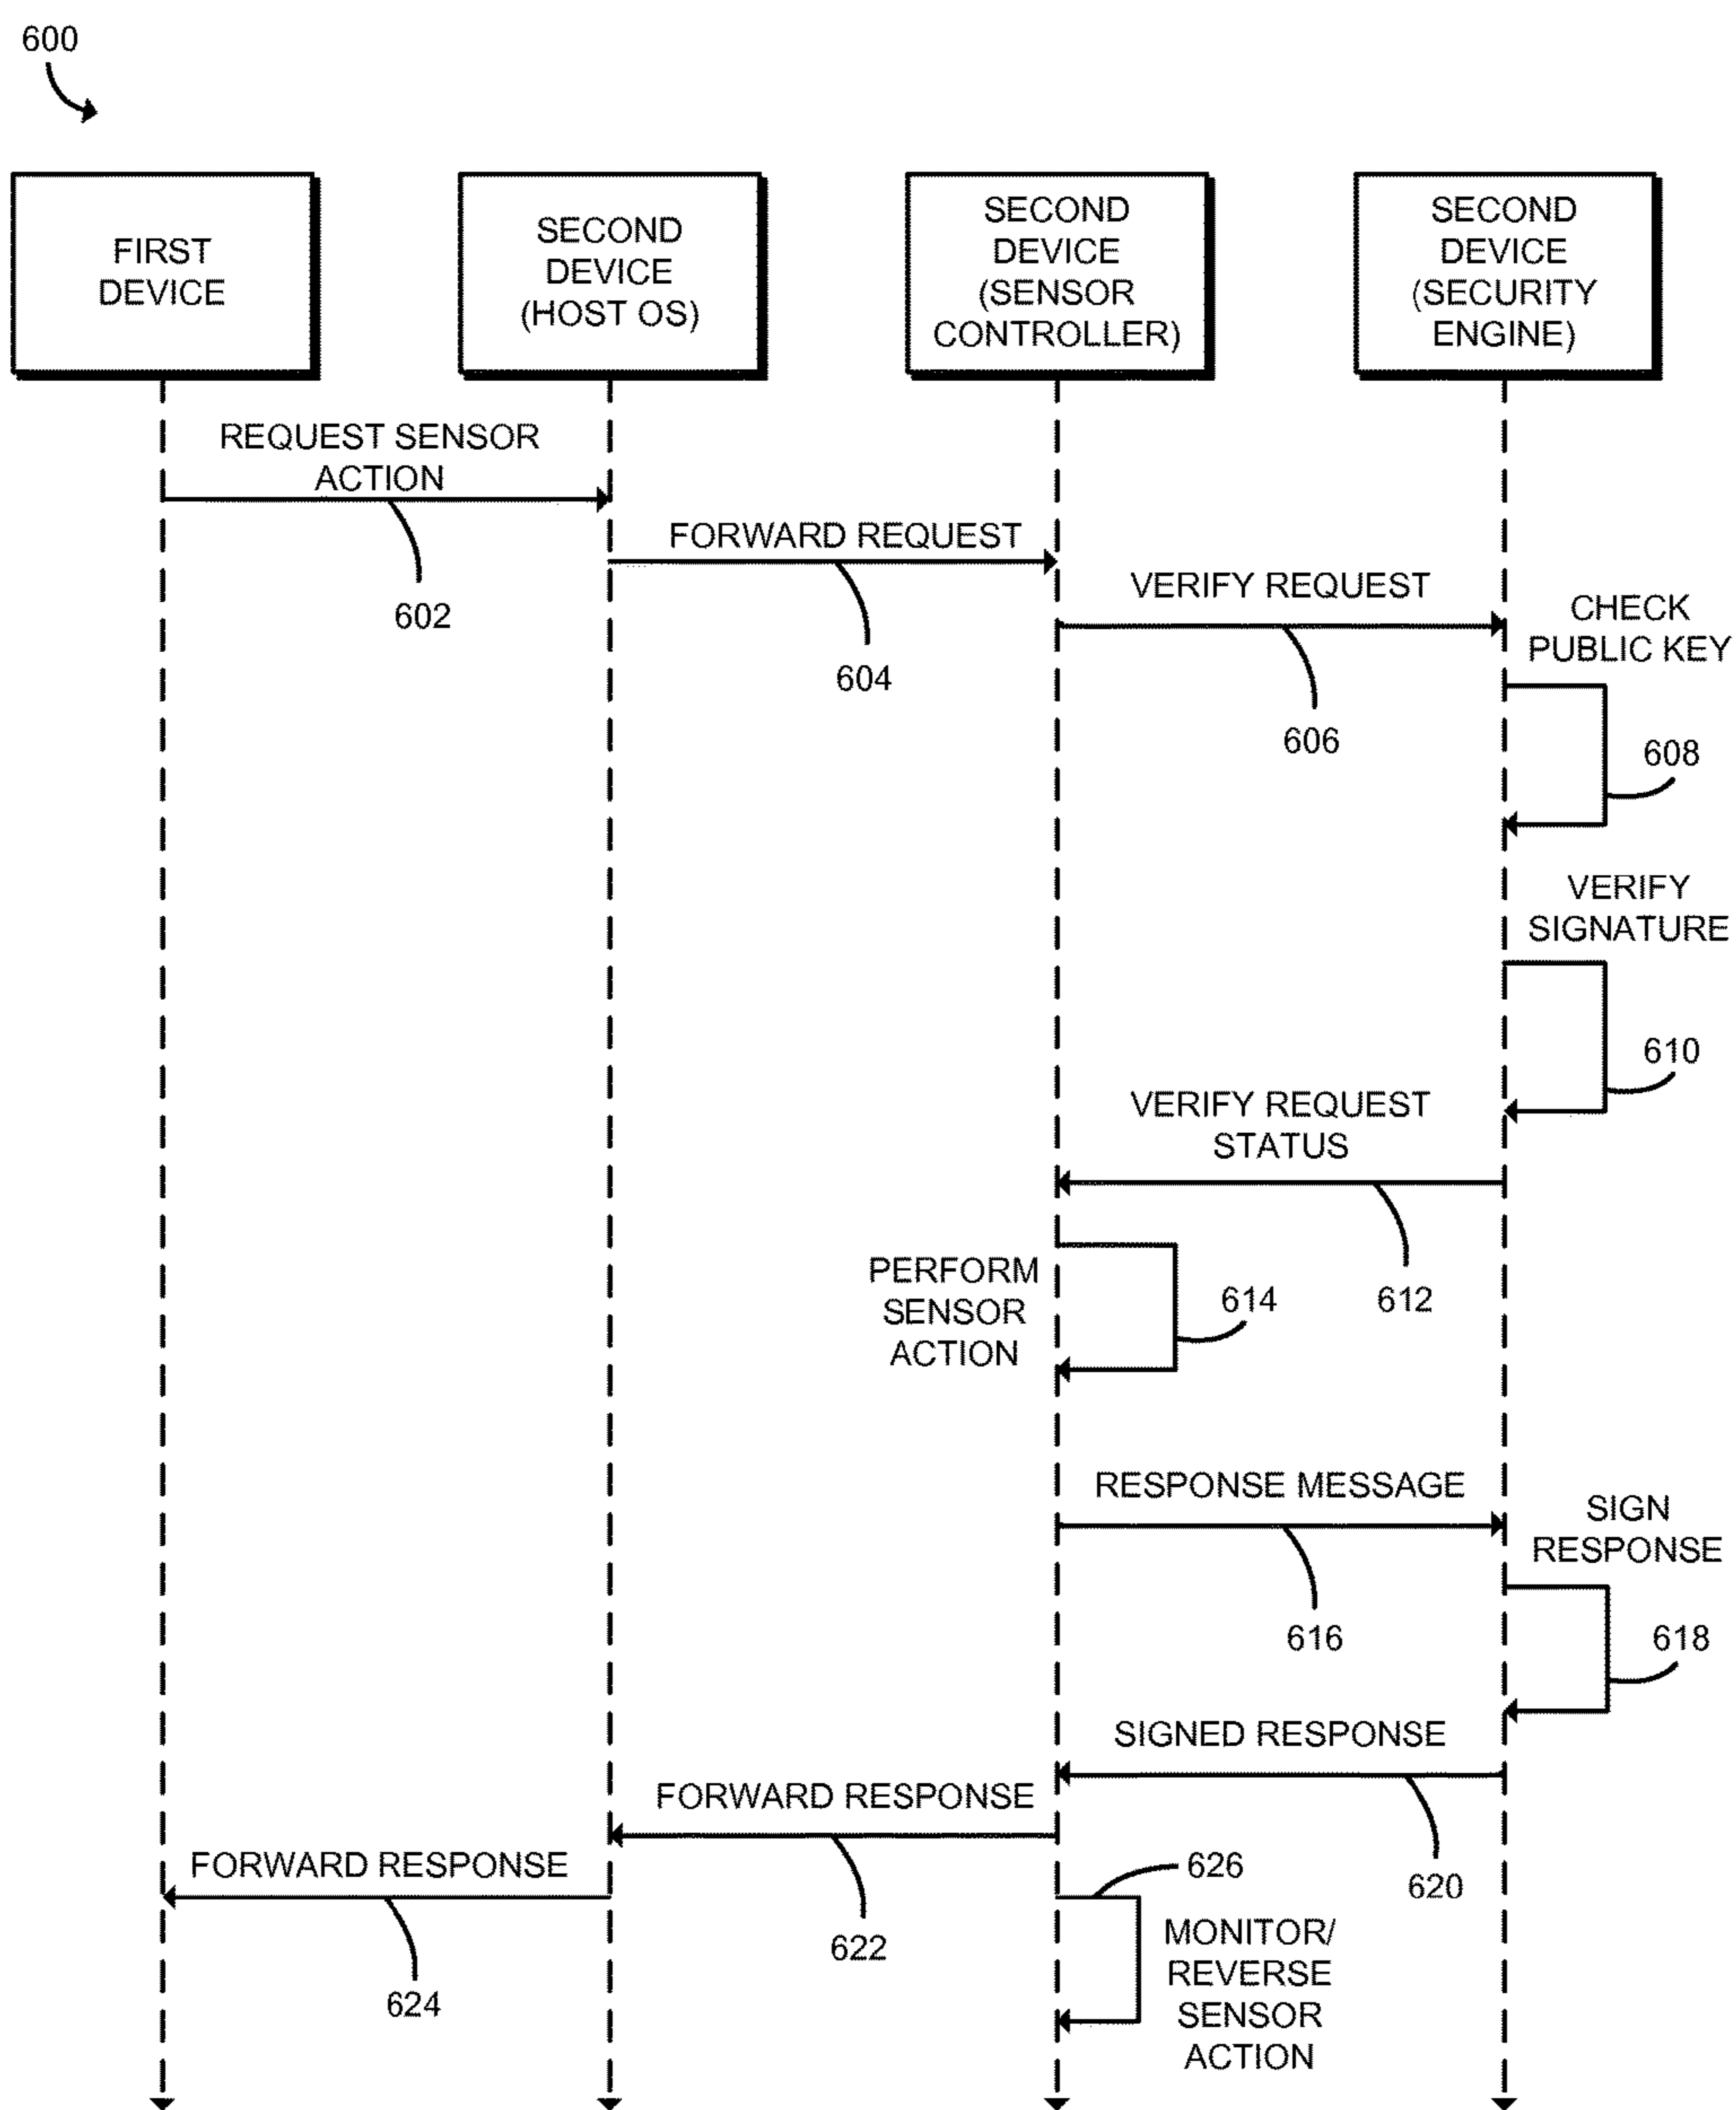 600
FIRST
DEVICE
SECOND
DEVICE
(HOST OS)
SECOND
DEVICE
(SENSOR
CONTROLLER)
SECOND
DEVICE
(SECURITY
ENGINE)
REQUEST SENSOR
ACTION
602
FORWARD REQUEST
604
VERIFY REQUEST
606
CHECK
PUBLIC KEY
608
VERIFY
SIGNATURE
610
VERIFY REQUEST
STATUS
612
PERFORM
SENSOR
ACTION
614
RESPONSE MESSAGE
616
SIGN
RESPONSE
618
SIGNED RESPONSE
620
FORWARD RESPONSE
622
FORWARD RESPONSE
624
626
MONITOR/
REVERSE
SENSOR
ACTION